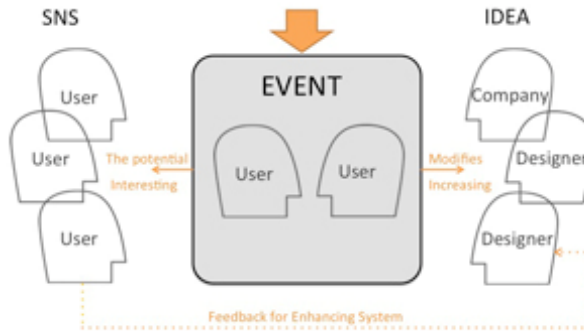 SNS
EVENT
IDEA
User
User
User
The potential
Interesting
User
User
Modifies
Increasing
Company
Designer
Designer
Feedback for Enhancing System